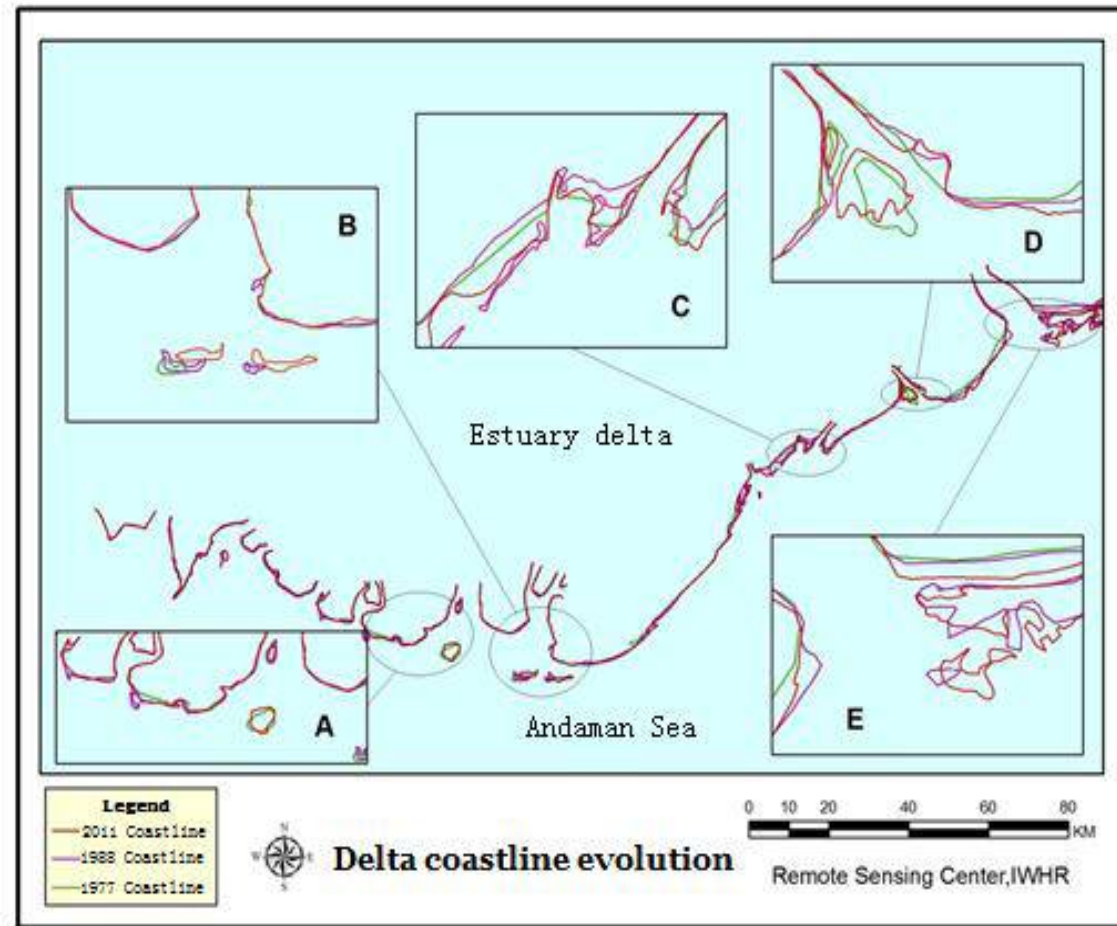 B
C
D
Estuary delta
A
Andaman Sea
E
Legend
2011 Coastline
1988 Coastline
1977 Coastline
N
W E
S
Delta coastline evolution
0 10 20 40 60 80
KM
Remote Sensing Center,IWHR